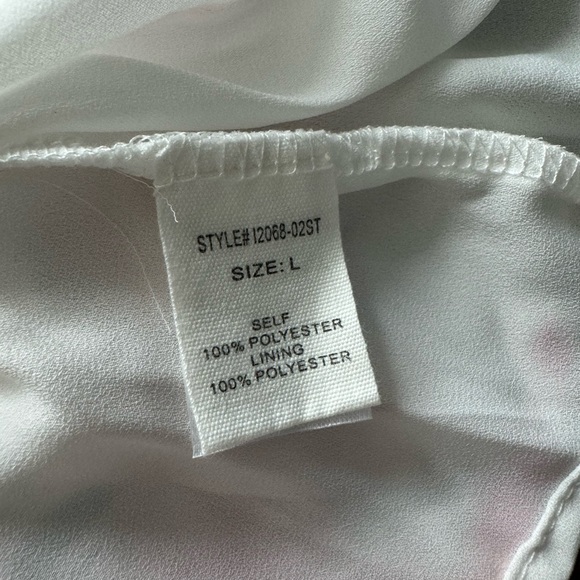 STYLE# I2068-02ST
SIZE: L
SELF
100% POLYESTER
LINING
100% POLYESTER